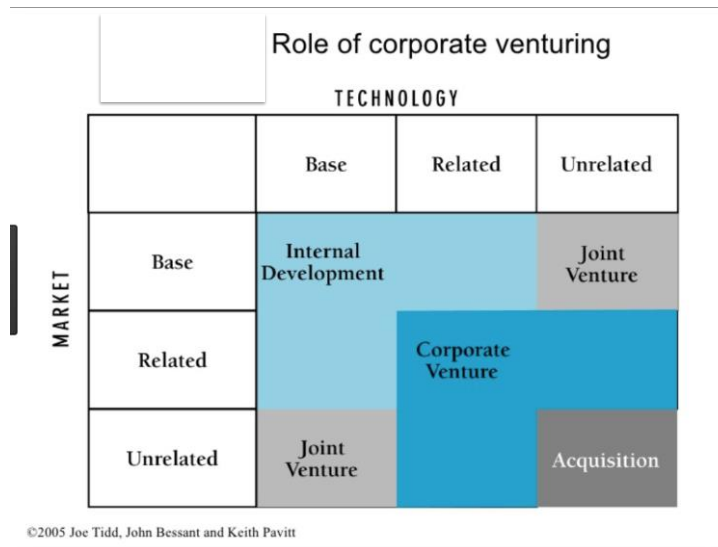 Role of corporate venturing
TECHNOLOGY
Base
Related
Unrelated
MARKET
Base
Internal
Development
Joint
Venture
Related
Corporate
Venture
Unrelated
Joint
Venture
Acquisition
©2005 Joe Tidd, John Bessant and Keith Pavitt